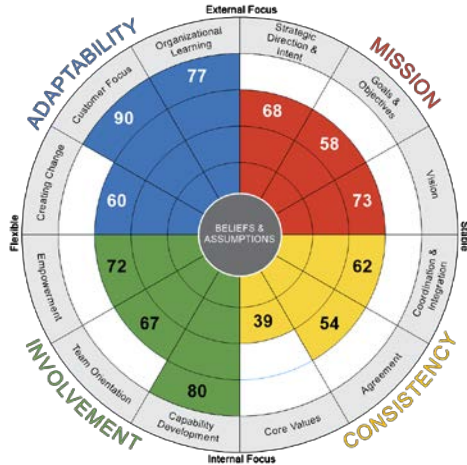 External Focus
ADAPTABILITY
MISSION
Organizational
Learning
Strategic
Direction &
Intent
Customer Focus
Goals &
Objectives
Creating Change
Vision
77
68
90
58
60
73
Flexible
BELIEFS &
ASSUMPTIONS
Stable
72
62
67
39
54
80
Empowerment
Coordination &
Integration
Team Orientation
Agreement
Capability
Development
Core Values
INVOLVEMENT
CONSISTENCY
Internal Focus